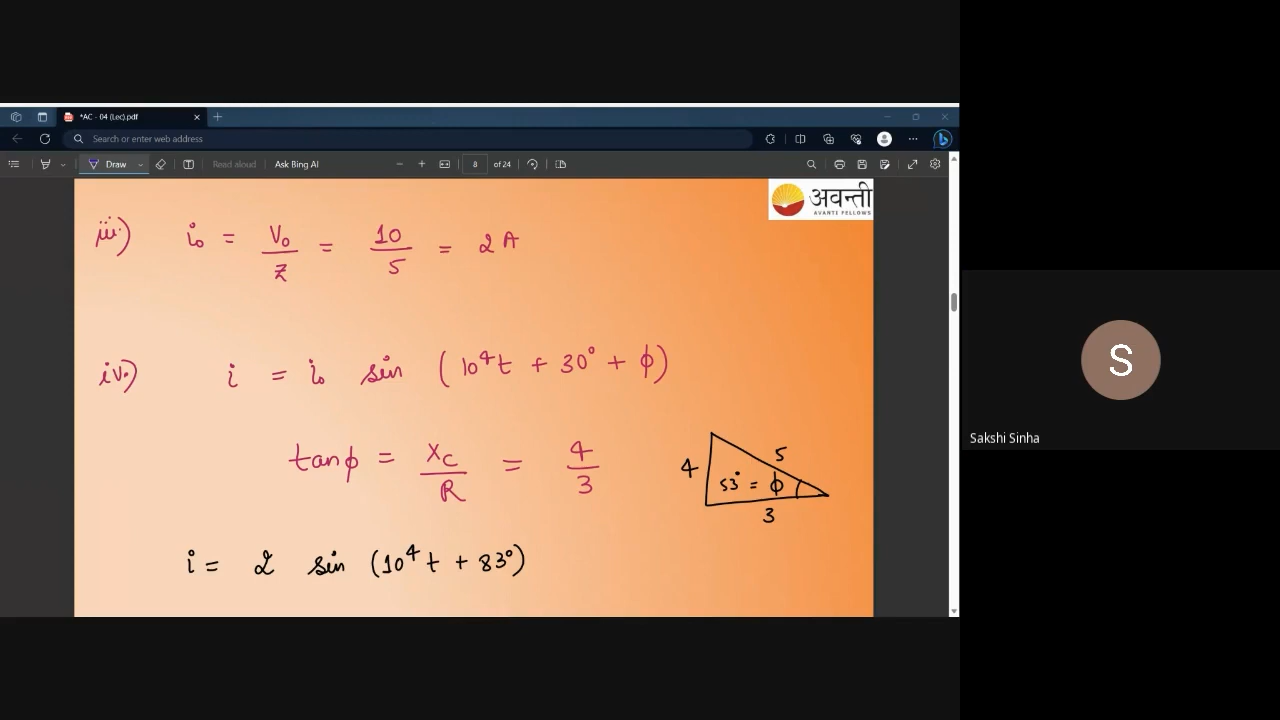 *AC - 04 (Lec).pdf
Search or enter web address
Draw
Read aloud
Ask Bing AI
8 of 24
अवन्ती
AVANTI FELLOWS
iii.) i₀ = V₀/Z = 10/5 = 2 A
iv.) i = i₀ sin (10⁴t + 30° + ϕ)
tanϕ = X_C/R = 4/3
4
5
53° = ϕ
3
i = 2 sin (10⁴t + 83°)
S
Sakshi Sinha